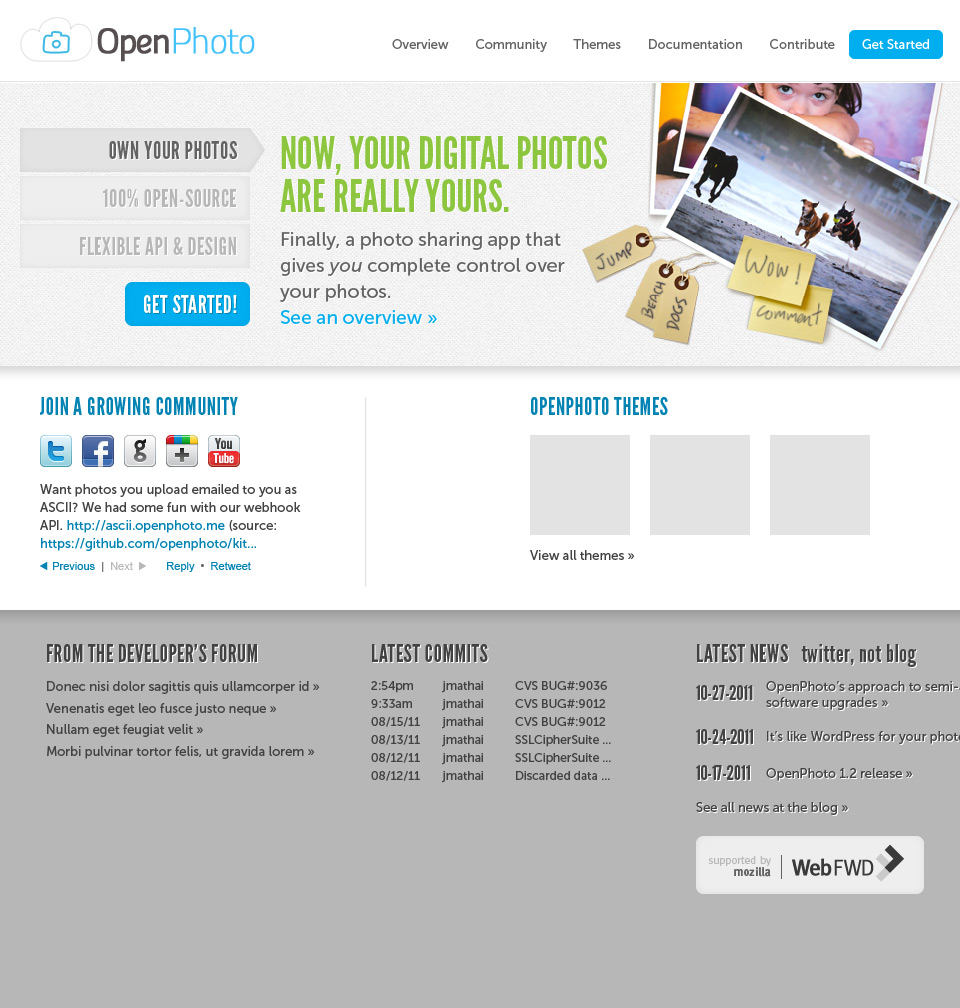 OpenPhoto
Overview Community Themes Documentation Contribute Get Started
OWN YOUR PHOTOS
100% OPEN-SOURCE
FLEXIBLE API & DESIGN
GET STARTED!
NOW, YOUR DIGITAL PHOTOS
ARE REALLY YOURS.
Finally, a photo sharing app that
gives you complete control over
your photos.
See an overview »
JUMP
BEACH
DOGS
WOW!
Comment
JOIN A GROWING COMMUNITY
t f g + You Tube
Want photos you upload emailed to you as
ASCII? We had some fun with our webhook
API. http://ascii.openphoto.me (source:
https://github.com/openphoto/kit...
Previous | Next Reply • Retweet
OPENPHOTO THEMES
View all themes »
FROM THE DEVELOPER'S FORUM
Donec nisi dolor sagittis quis ullamcorper id »
Venenatis eget leo fusce justo neque »
Nullam eget feugiat velit »
Morbi pulvinar tortor felis, ut gravida lorem »
LATEST COMMITS
2:54pm jmathai CVS BUG#:9036
9:33am jmathai CVS BUG#:9012
08/15/11 jmathai CVS BUG#:9012
08/13/11 jmathai SSLCipherSuite ...
08/12/11 jmathai SSLCipherSuite ...
08/12/11 jmathai Discarded data ...
LATEST NEWS twitter, not blog
10-27-2011 OpenPhoto's approach to semi-
software upgrades »
10-24-2011 It's like WordPress for your phot
10-17-2011 OpenPhoto 1.2 release »
See all news at the blog »
supported by
mozilla
WebFWD